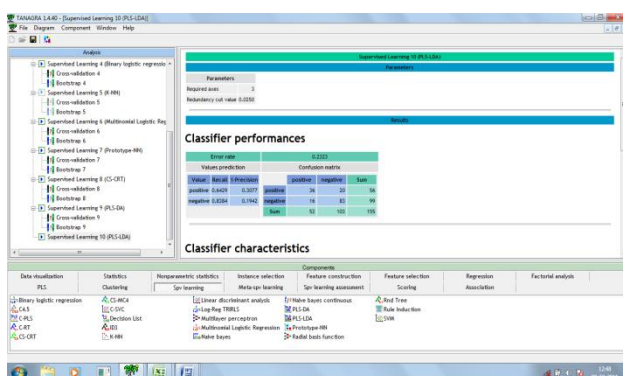 TANAGRA 1.4.40 - [Supervised Learning 10 (PLS-LDA)]
File Diagram Component Window Help
Analysis
Supervised Learning 4 (Binary logistic regressio
Cross-validation 4
Bootstrap 4
Supervised Learning 5 (K-NN)
Cross-validation 5
Bootstrap 5
Supervised Learning 6 (Multinomial Logistic Reg
Cross-validation 6
Bootstrap 6
Supervised Learning 7 (Prototype-NN)
Cross-validation 7
Bootstrap 7
Supervised Learning 8 (CS-CRT)
Cross-validation 8
Bootstrap 8
Supervised Learning 9 (PLS-DA)
Cross-validation 9
Bootstrap 9
Supervised Learning 10 (PLS-LDA)
Supervised Learning 10 (PLS-LDA)
Parameters
Parameters
Required axes 3
Redundancy cut value 0.0250
Results
Classifier performances
Error rate 0.2323
Values prediction Confusion matrix
Value Recall 1-Precision positive negative Sum
positive 0.6429 0.3077 positive 36 20 56
negative 0.8384 0.1942 negative 16 83 99
Sum 52 103 155
Classifier characteristics
Components
Data visualization Statistics Nonparametric statistics Instance selection Feature construction Feature selection Regression Factorial analysis
PLS Clustering Spv learning Meta-spv learning Spv learning assessment Scoring Association
Binary logistic regression CS-MC4 Linear discriminant analysis Naive bayes continuous Rnd Tree
C4.5 C-SVC Log-Reg TRIRLS PLS-DA Rule Induction
C-PLS Decision List Multilayer perceptron PLS-LDA SVM
C-RT ID3 Multinomial Logistic Regression Prototype-NN
CS-CRT K-NN Naive bayes Radial basis function
12:48